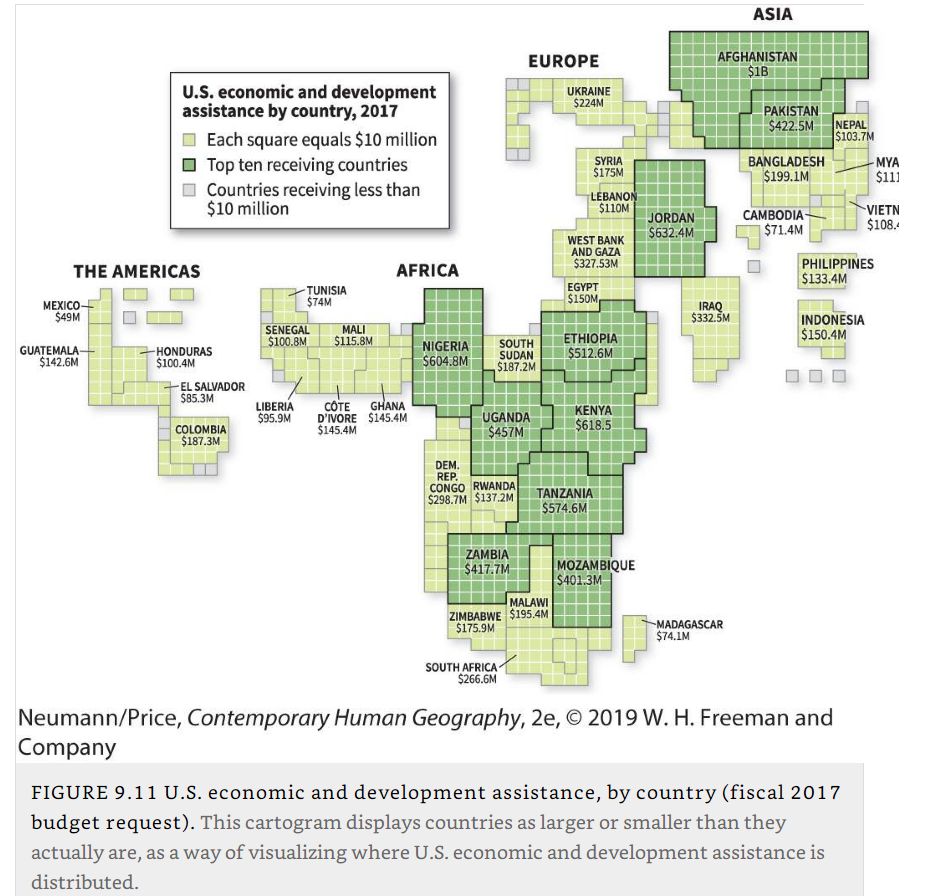 ASIA
EUROPE
U.S. economic and development
assistance by country, 2017
Each square equals $10 million
Top ten receiving countries
Countries receiving less than
$10 million
AFGHANISTAN
$1B
UKRAINE
$224M
PAKISTAN
$422.5M
NEPAL
$103.7M
SYRIA
$175M
BANGLADESH
$199.1M
MYA
$111
LEBANON
$110M
JORDAN
$632.4M
CAMBODIA
$71.4M
VIETN
$108.4
WEST BANK
AND GAZA
$327.53M
THE AMERICAS
AFRICA
PHILIPPINES
$133.4M
EGYPT
$150M
TUNISIA
$74M
MEXICO
$49M
IRAQ
$332.5M
INDONESIA
$150.4M
SENEGAL
$100.8M
MALI
$115.8M
NIGERIA
$604.8M
SOUTH
SUDAN
$187.2M
ETHIOPIA
$512.6M
GUATEMALA
$142.6M
HONDURAS
$100.4M
EL SALVADOR
$85.3M
LIBERIA
$95.9M
CÔTE
D'IVORE
$145.4M
GHANA
$145.4M
UGANDA
$457M
KENYA
$618.5
COLOMBIA
$187.3M
DEM.
REP.
CONGO
$298.7M
RWANDA
$137.2M
TANZANIA
$574.6M
ZAMBIA
$417.7M
MOZAMBIQUE
$401.3M
MALAWI
$195.4M
ZIMBABWE
$175.9M
MADAGASCAR
$74.1M
SOUTH AFRICA
$266.6M
Neumann/Price, Contemporary Human Geography, 2e, © 2019 W. H. Freeman and
Company
FIGURE 9.11 U.S. economic and development assistance, by country (fiscal 2017
budget request). This cartogram displays countries as larger or smaller than they
actually are, as a way of visualizing where U.S. economic and development assistance is
distributed.